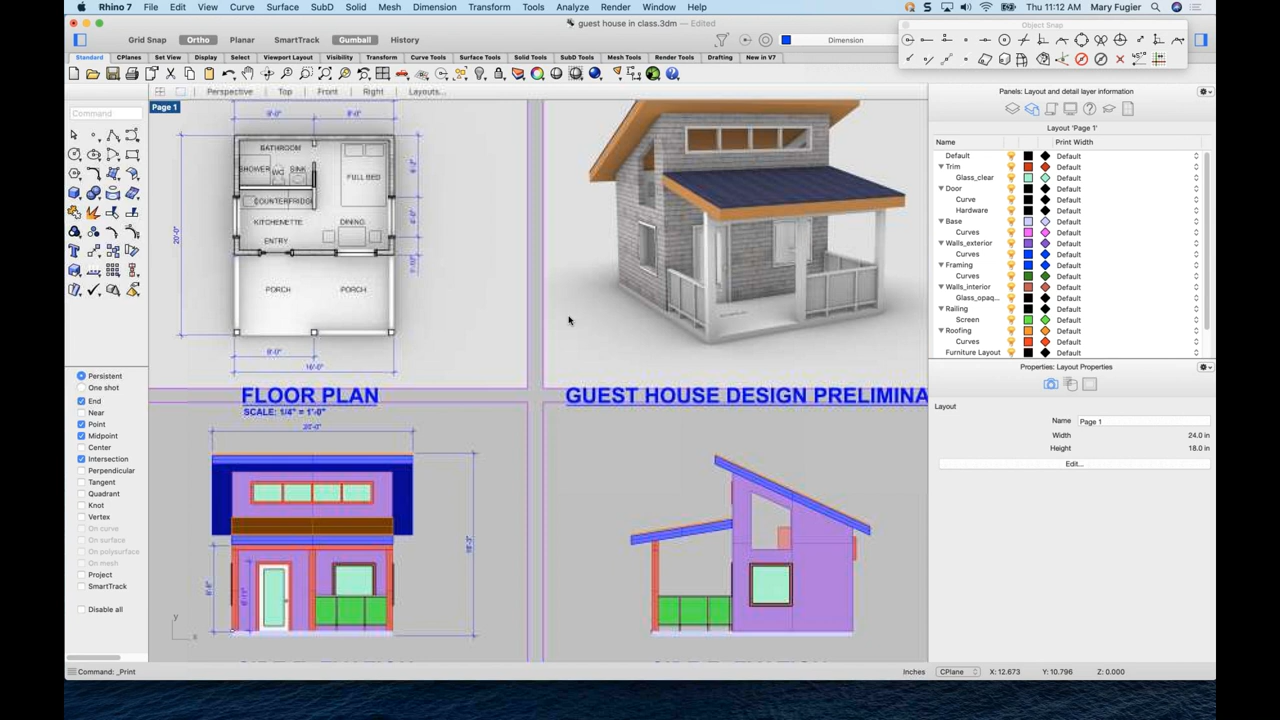 Rhino 7 File Edit View Curve Surface SubD Solid Mesh Dimension Transform Tools Analyze Render Window Help Thu 11:12 AM Mary Fugier
guest house in class.3dm — Edited
Object Snap
Grid Snap Ortho Planar SmartTrack Gumball History Dimension
Standard CPlanes Set View Display Select Viewport Layout Visibility Transform Curve Tools Surface Tools Solid Tools SubD Tools Mesh Tools Render Tools Drafting New in V7
Perspective Top Front Right Layouts...
Panels: Layout and detail layer information
Page 1
Command
Layout 'Page 1'
Name Print Width
Default Default
Trim Default
Glass_clear Default
Door Default
Curve Default
Hardware Default
Base Default
Curves Default
Walls_exterior Default
Curves Default
Framing Default
Curves Default
Walls_interior Default
Glass_opaq... Default
Railing Default
Screen Default
Roofing Default
Curves Default
Furniture Layout Default
Properties: Layout Properties
Layout
Name Page 1
Width 24.0 in
Height 18.0 in
Edit...
BATHROOM
SHOWER WC SINK
FULL BED
COUNTER FRIDGE
KITCHENETTE DINING
ENTRY
PORCH PORCH
20'-0"
16'-0"
FLOOR PLAN
SCALE: 1/4" = 1'-0"
GUEST HOUSE DESIGN PRELIMINA
Persistent
One shot
End
Near
Point
Midpoint
Center
Intersection
Perpendicular
Tangent
Quadrant
Knot
Vertex
On curve
On surface
On polysurface
On mesh
Project
SmartTrack
Disable all
y
x
Command: _Print
Inches CPlane X: 12.673 Y: 10.796 Z: 0.000